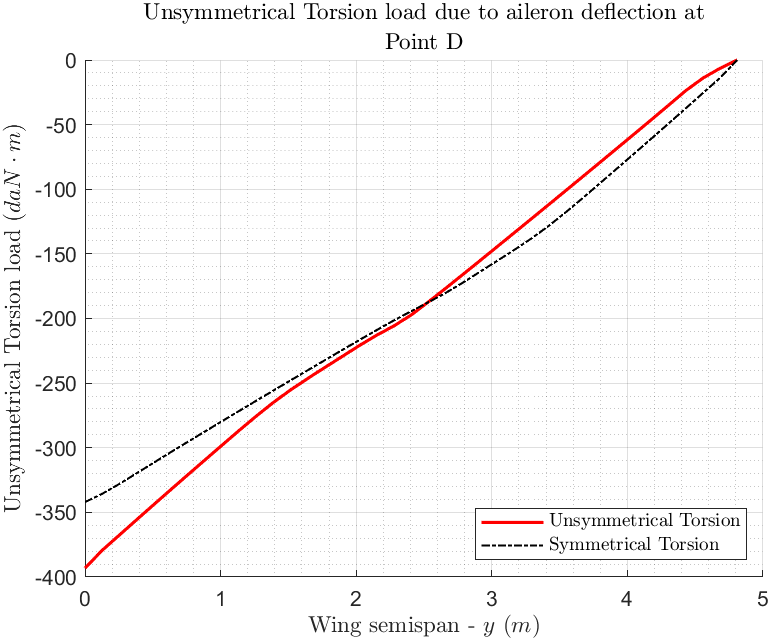 Unsymmetrical Torsion load due to aileron deflection at
Point D
Unsymmetrical Torsion load (daN · m)
0
-50
-100
-150
-200
-250
-300
-350
-400
0 1 2 3 4 5
Wing semispan - y (m)
Unsymmetrical Torsion
Symmetrical Torsion